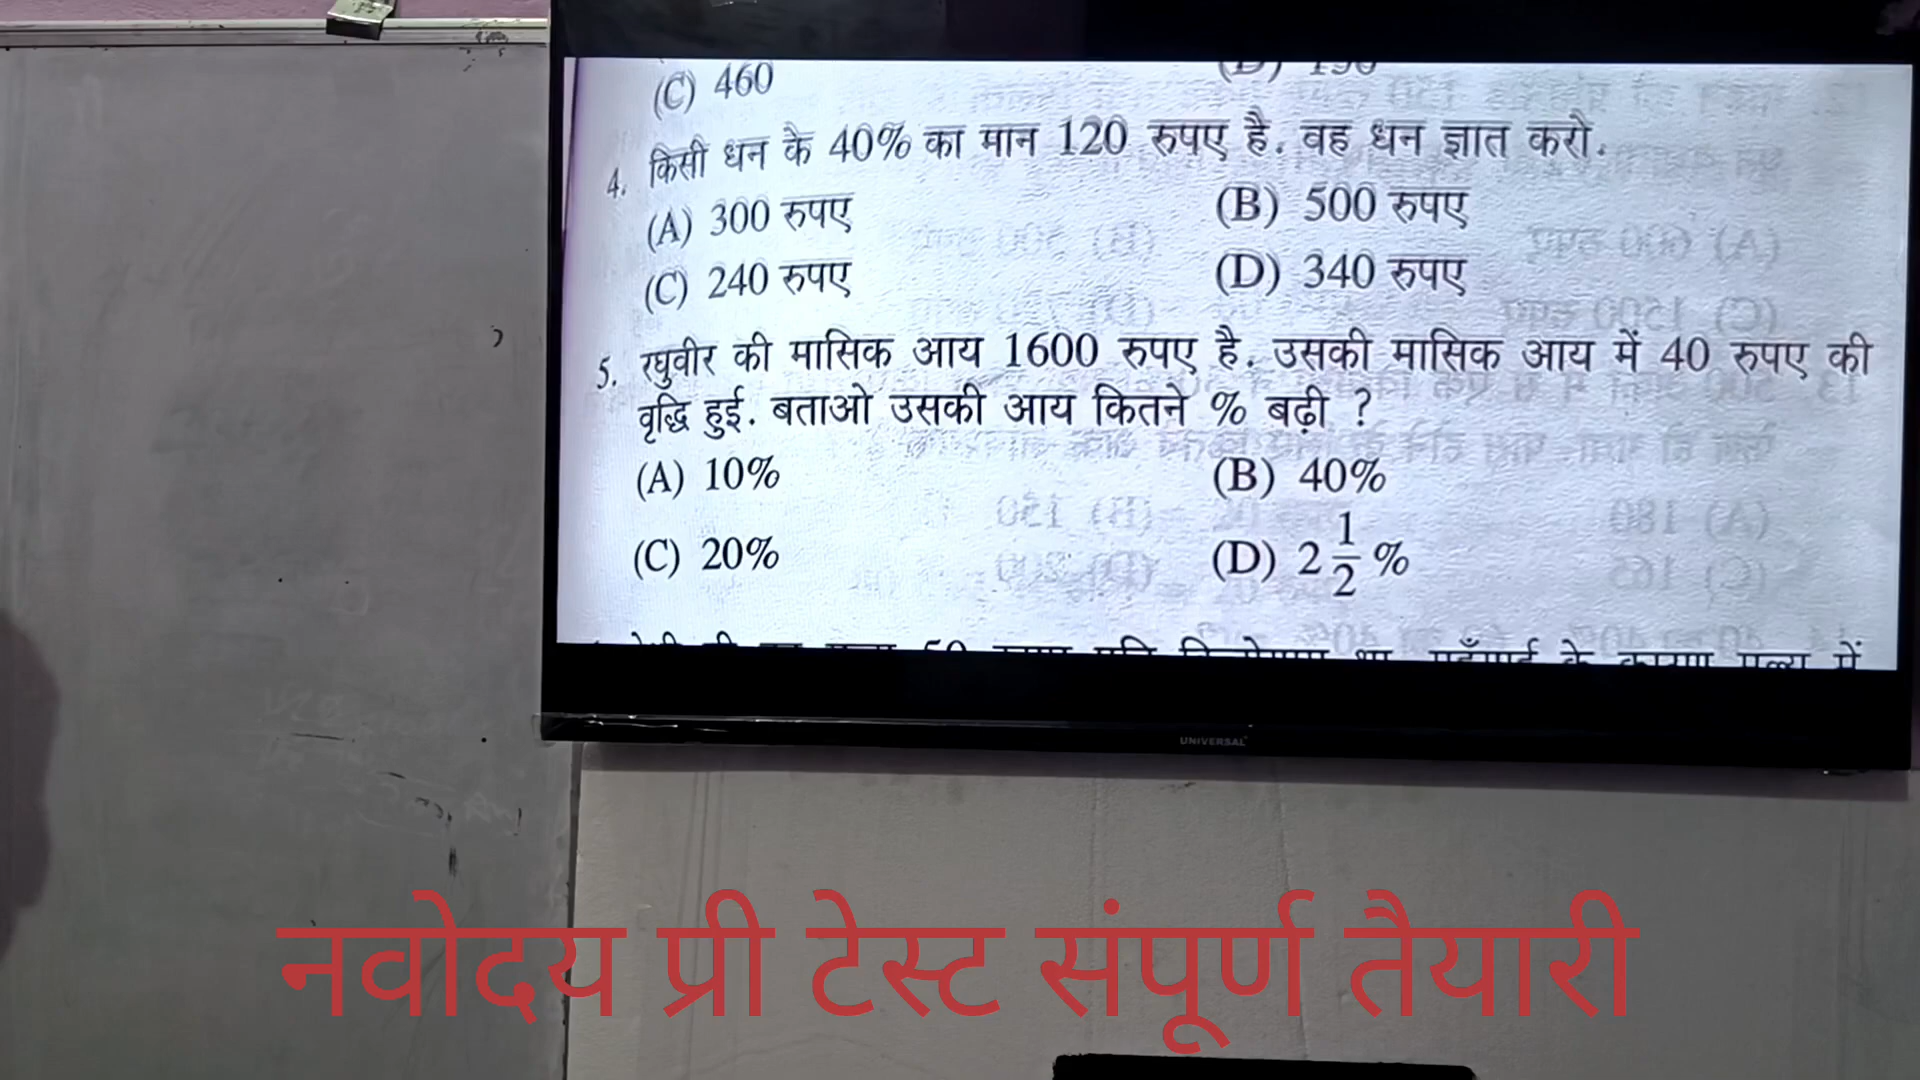 (C) 460
4. किसी धन के 40% का मान 120 रुपए है. वह धन ज्ञात करो.
(A) 300 रुपए (B) 500 रुपए
(C) 240 रुपए (D) 340 रुपए
5. रघुवीर की मासिक आय 1600 रुपए है. उसकी मासिक आय में 40 रुपए की
वृद्धि हुई. बताओ उसकी आय कितने % बढ़ी ?
(A) 10% (B) 40%
(C) 20% (D) 2 1/2 %
UNIVERSAL
नवोदय प्री टेस्ट संपूर्ण तैयारी